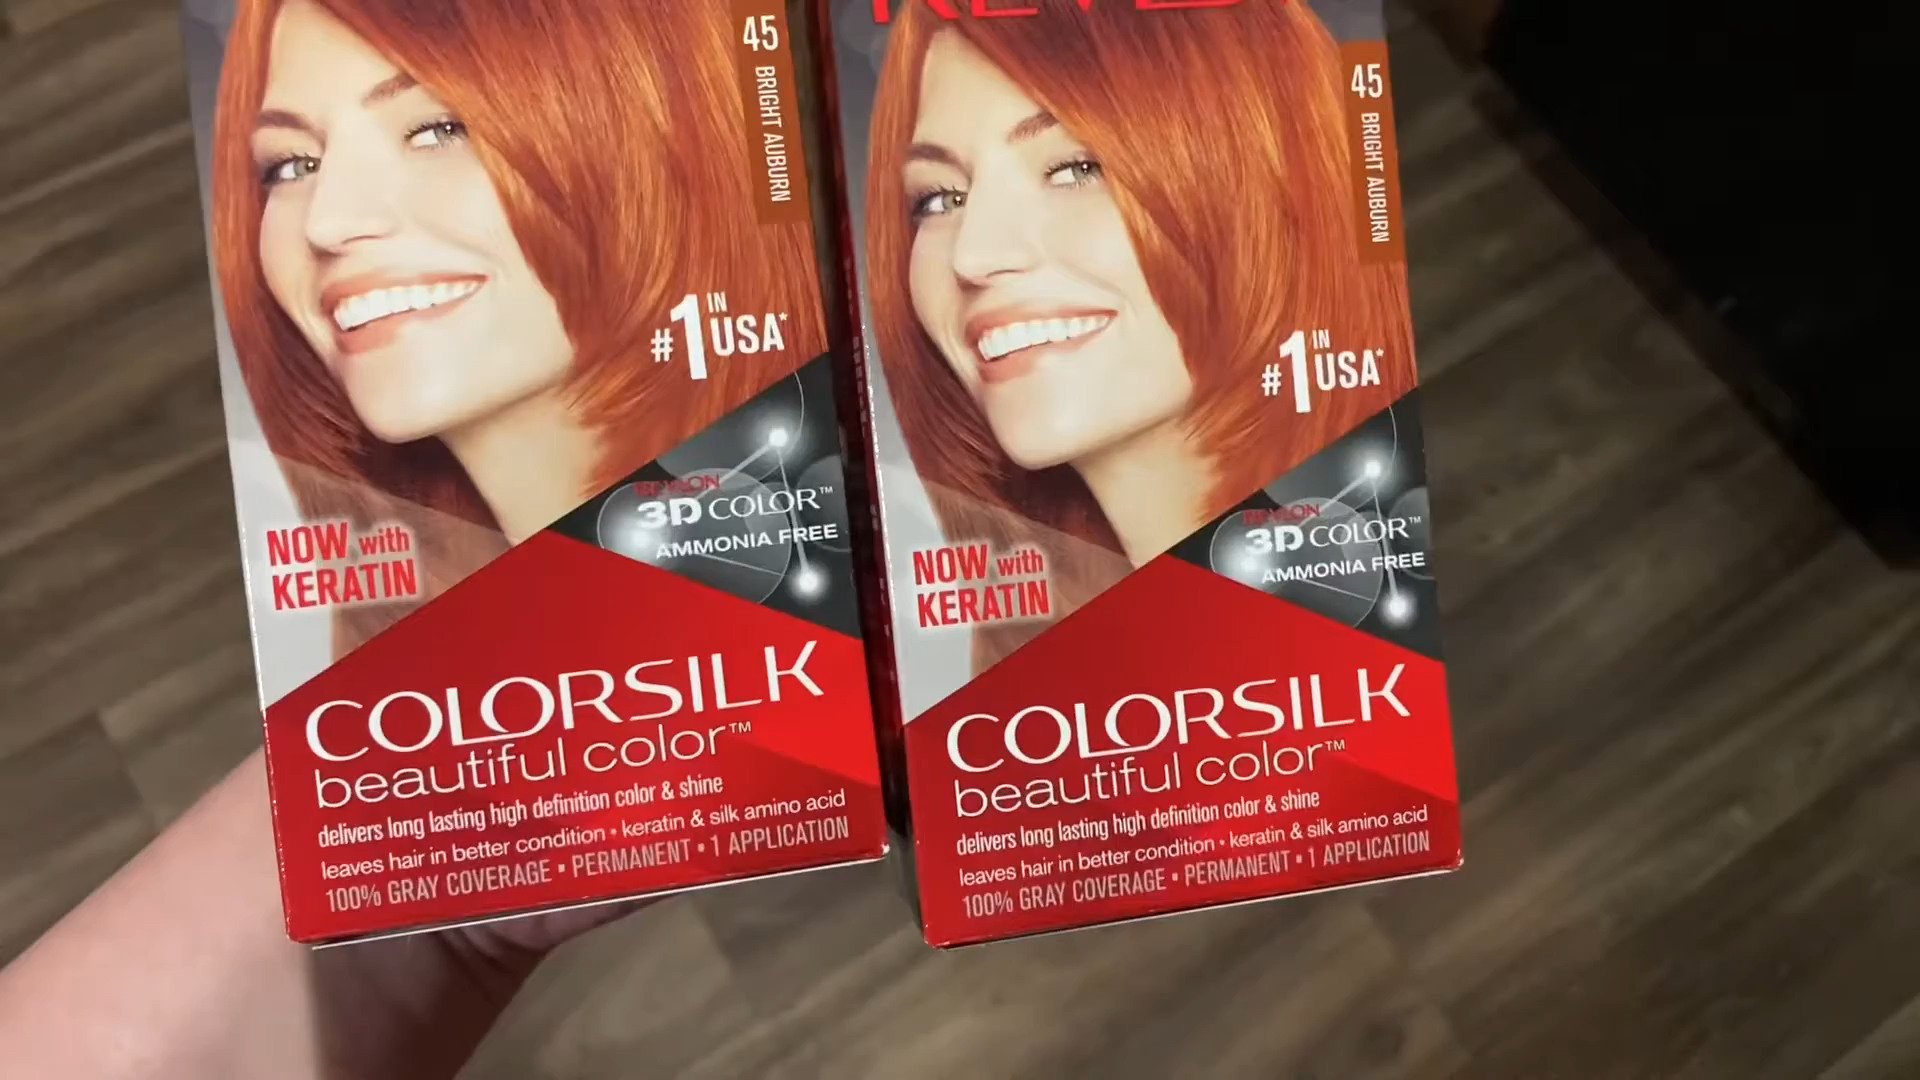 45 BRIGHT AUBURN
#1 IN USA*
REVLON
3D COLOR™
AMMONIA FREE
NOW with
KERATIN
COLORSILK
beautiful color™
delivers long lasting high definition color & shine
leaves hair in better condition • keratin & silk amino acid
100% GRAY COVERAGE ▪ PERMANENT ▪ 1 APPLICATION
REVLON
45 BRIGHT AUBURN
#1 IN USA*
REVLON
3D COLOR™
AMMONIA FREE
NOW with
KERATIN
COLORSILK
beautiful color™
delivers long lasting high definition color & shine
leaves hair in better condition • keratin & silk amino acid
100% GRAY COVERAGE ▪ PERMANENT ▪ 1 APPLICATION